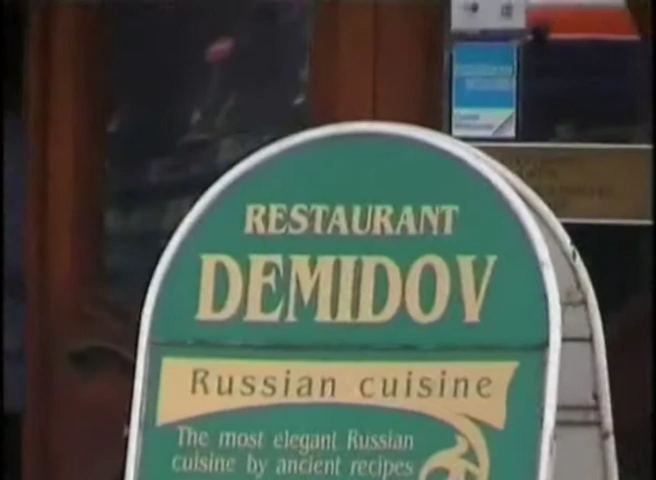 RESTAURANT
DEMIDOV
Russian cuisine
The most elegant Russian
cuisine by ancient recipes